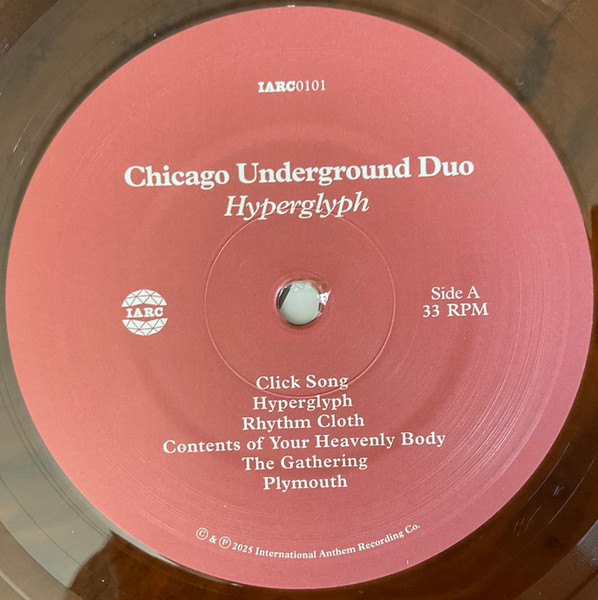 IARC0101
Chicago Underground Duo
Hyperglyph
IARC
Side A
33 RPM
Click Song
Hyperglyph
Rhythm Cloth
Contents of Your Heavenly Body
The Gathering
Plymouth
© & ℗ 2025 International Anthem Recording Co.